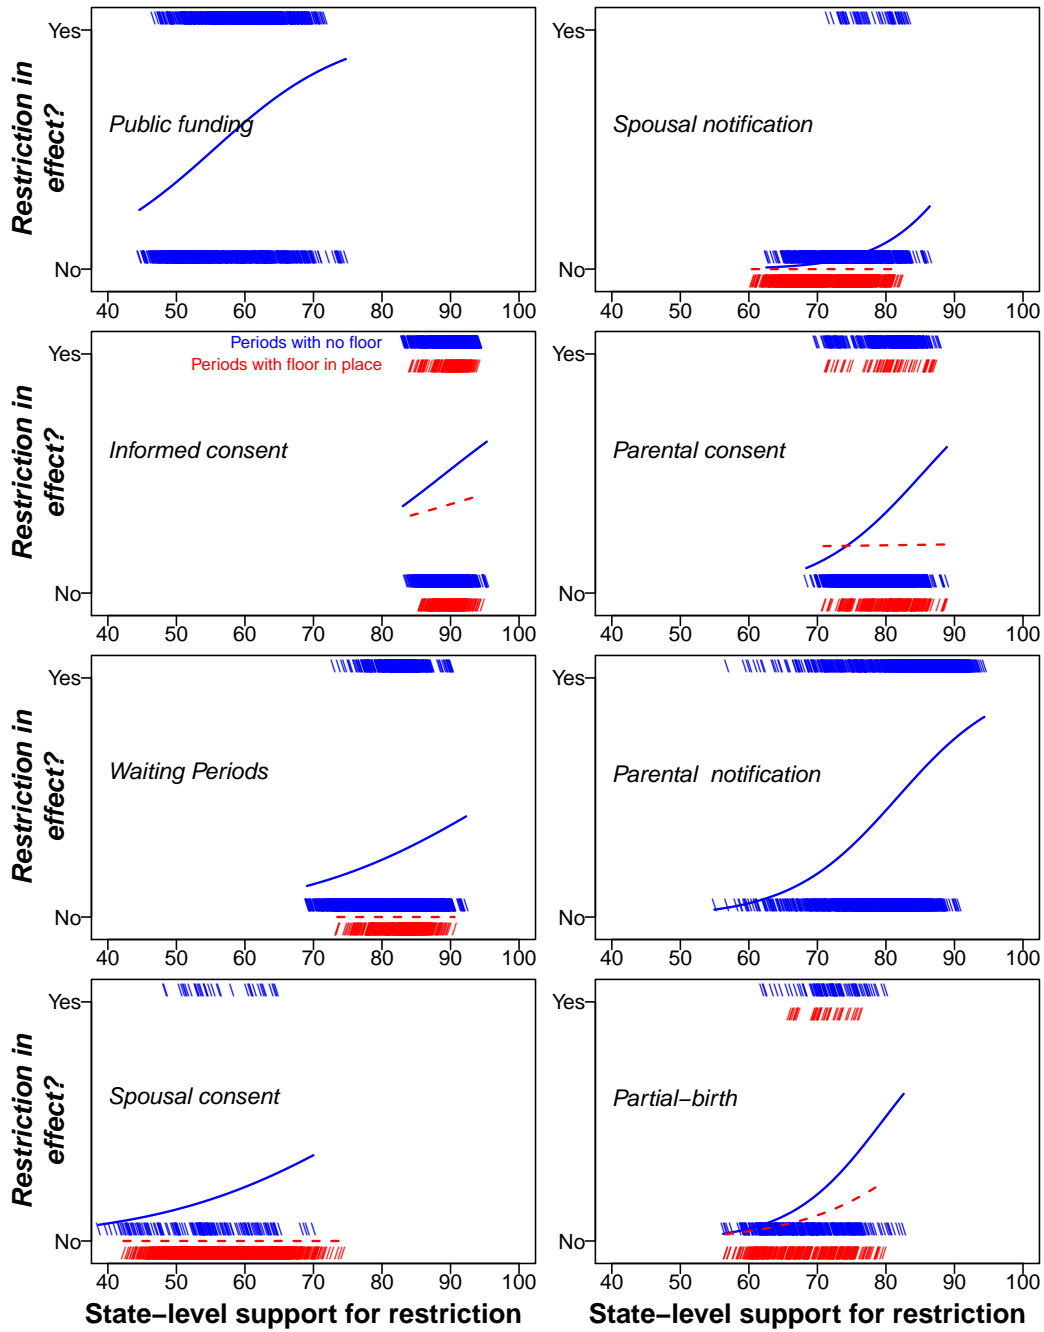 Restriction in
effect?
Yes
No
Public funding
40 50 60 70 80 90 100
Yes
No
Spousal notification
40 50 60 70 80 90 100
Restriction in
effect?
Yes
No
Periods with no floor
Periods with floor in place
Informed consent
40 50 60 70 80 90 100
Yes
No
Parental consent
40 50 60 70 80 90 100
Restriction in
effect?
Yes
No
Waiting Periods
40 50 60 70 80 90 100
Yes
No
Parental notification
40 50 60 70 80 90 100
Restriction in
effect?
Yes
No
Spousal consent
40 50 60 70 80 90 100
State−level support for restriction
Yes
No
Partial−birth
40 50 60 70 80 90 100
State−level support for restriction